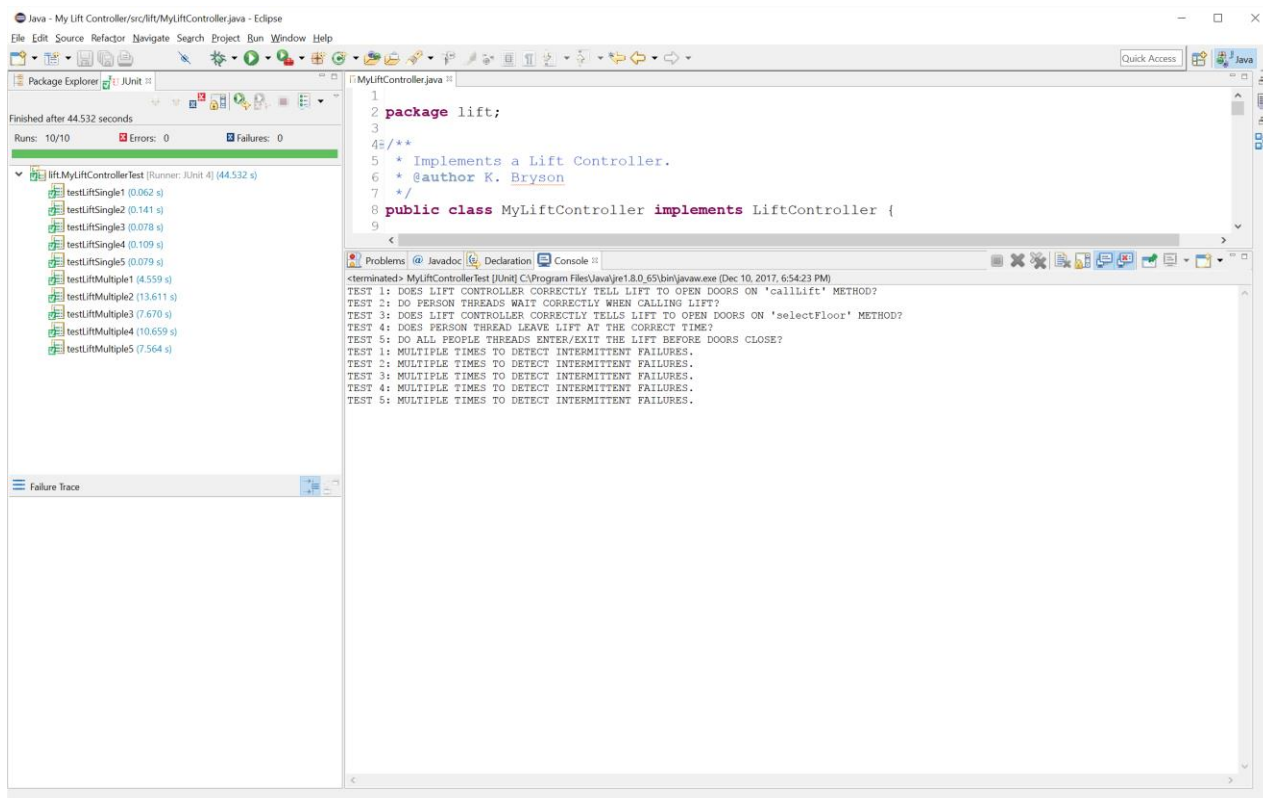 Java - My Lift Controller/src/lift/MyLiftController.java - Eclipse
File Edit Source Refactor Navigate Search Project Run Window Help
Quick Access
Java
Package Explorer JUnit
Finished after 44.532 seconds
Runs: 10/10 Errors: 0 Failures: 0
lift.MyLiftControllerTest [Runner: JUnit 4] (44.532 s)
testLiftSingle1 (0.062 s)
testLiftSingle2 (0.141 s)
testLiftSingle3 (0.078 s)
testLiftSingle4 (0.109 s)
testLiftSingle5 (0.079 s)
testLiftMultiple1 (4.559 s)
testLiftMultiple2 (13.611 s)
testLiftMultiple3 (7.670 s)
testLiftMultiple4 (10.659 s)
testLiftMultiple5 (7.564 s)
Failure Trace
MyLiftController.java
1
2 package lift;
3
4 /**
5 * Implements a Lift Controller.
6 * @author K. Bryson
7 */
8 public class MyLiftController implements LiftController {
9
Problems @ Javadoc Declaration Console
<terminated> MyLiftControllerTest [JUnit] C:\Program Files\Java\jre1.8.0_65\bin\javaw.exe (Dec 10, 2017, 6:54:23 PM)
TEST 1: DOES LIFT CONTROLLER CORRECTLY TELL LIFT TO OPEN DOORS ON 'callLift' METHOD?
TEST 2: DO PERSON THREADS WAIT CORRECTLY WHEN CALLING LIFT?
TEST 3: DOES LIFT CONTROLLER CORRECTLY TELLS LIFT TO OPEN DOORS ON 'selectFloor' METHOD?
TEST 4: DOES PERSON THREAD LEAVE LIFT AT THE CORRECT TIME?
TEST 5: DO ALL PEOPLE THREADS ENTER/EXIT THE LIFT BEFORE DOORS CLOSE?
TEST 1: MULTIPLE TIMES TO DETECT INTERMITTENT FAILURES.
TEST 2: MULTIPLE TIMES TO DETECT INTERMITTENT FAILURES.
TEST 3: MULTIPLE TIMES TO DETECT INTERMITTENT FAILURES.
TEST 4: MULTIPLE TIMES TO DETECT INTERMITTENT FAILURES.
TEST 5: MULTIPLE TIMES TO DETECT INTERMITTENT FAILURES.